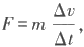 F = m Δv/Δt,